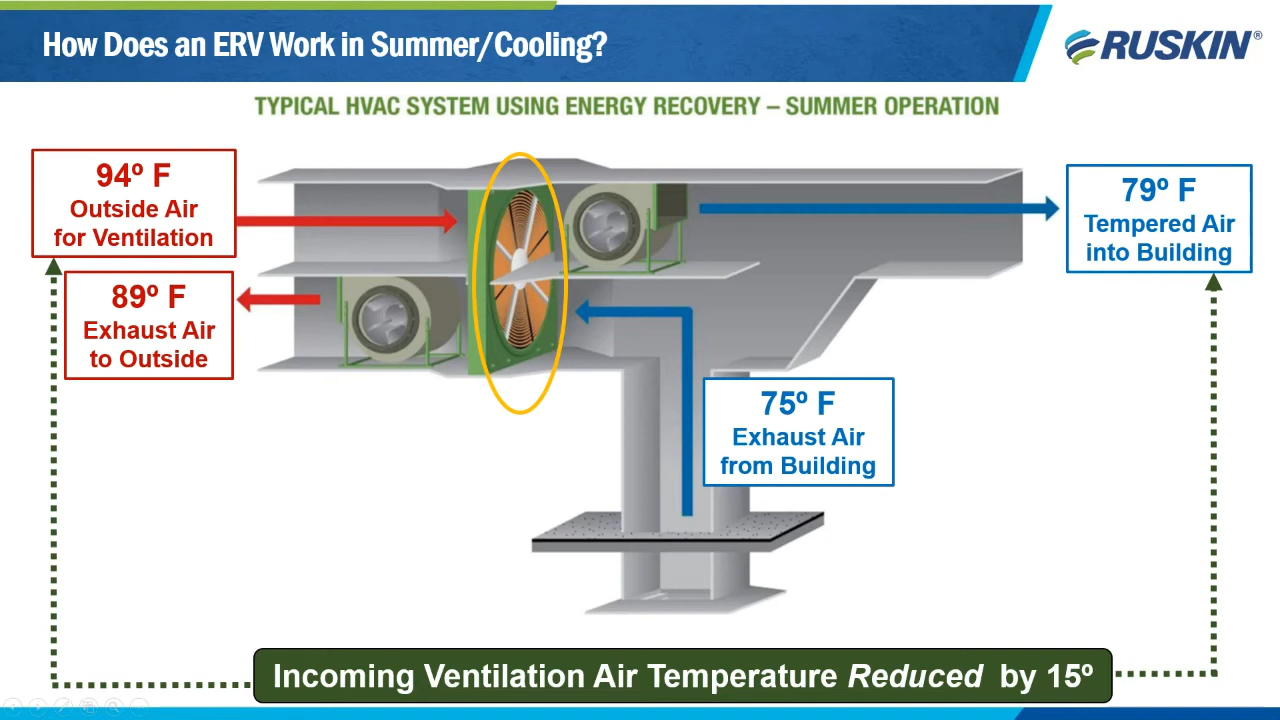 How Does an ERV Work in Summer/Cooling?
RUSKIN®
TYPICAL HVAC SYSTEM USING ENERGY RECOVERY – SUMMER OPERATION
94º F
Outside Air
for Ventilation
79º F
Tempered Air
into Building
89º F
Exhaust Air
to Outside
75º F
Exhaust Air
from Building
Incoming Ventilation Air Temperature Reduced by 15º